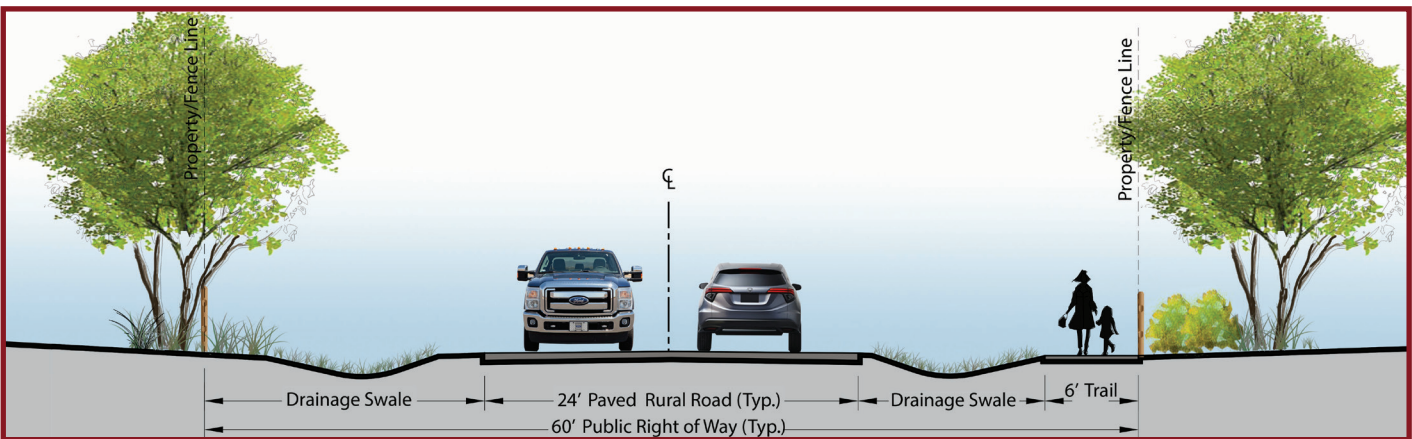 Property/Fence Line
Property/Fence Line
℄
Ford
Drainage Swale
24’ Paved Rural Road (Typ.)
Drainage Swale
6’ Trail
60’ Public Right of Way (Typ.)